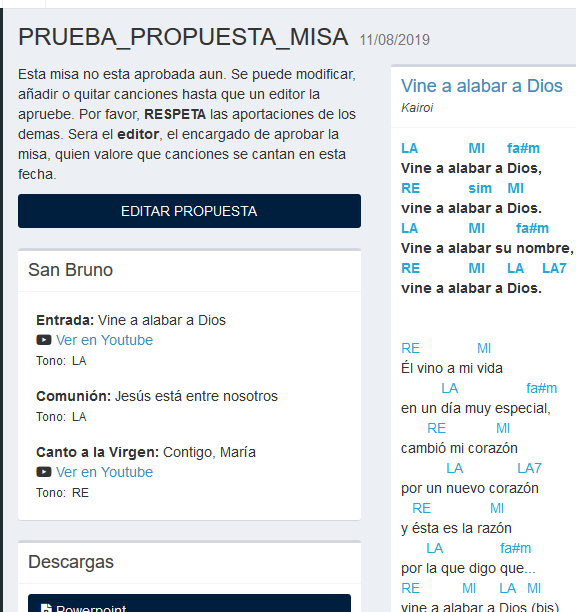 PRUEBA_PROPUESTA_MISA 11/08/2019
Esta misa no esta aprobada aun. Se puede modificar,
añadir o quitar canciones hasta que un editor la
apruebe. Por favor, RESPETA las aportaciones de los
demas. Sera el editor, el encargado de aprobar la
misa, quien valore que canciones se cantan en esta
fecha.
EDITAR PROPUESTA
San Bruno
Entrada: Vine a alabar a Dios
Ver en Youtube
Tono: LA
Comunión: Jesús está entre nosotros
Tono: LA
Canto a la Virgen: Contigo, María
Ver en Youtube
Tono: RE
Descargas
Powerpoint
Vine a alabar a Dios
Kairoi
LA MI fa#m
Vine a alabar a Dios,
RE sim MI
vine a alabar a Dios.
LA MI fa#m
Vine a alabar su nombre,
RE MI LA LA7
vine a alabar a Dios.
RE MI
Él vino a mi vida
LA fa#m
en un día muy especial,
RE MI
cambió mi corazón
LA LA7
por un nuevo corazón
RE MI
y ésta es la razón
LA fa#m
por la que digo que...
RE MI LA MI
vine a alabar a Dios (bis)